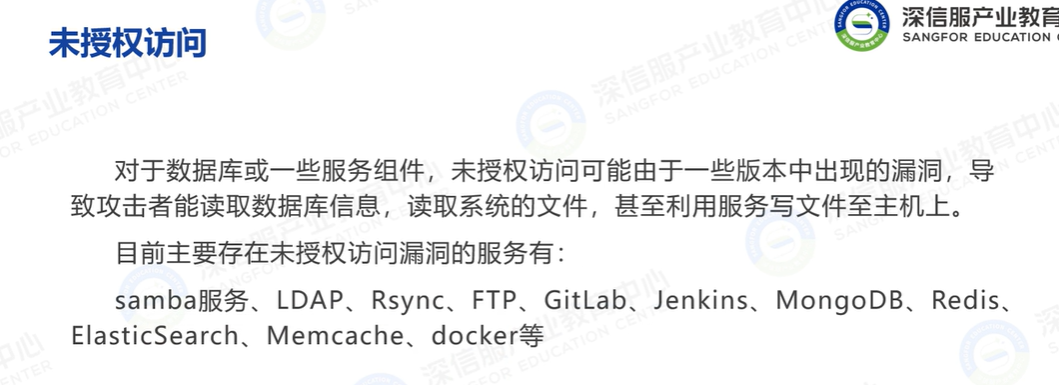 未授权访问
深信服产业教育
SANGFOR EDUCATION
对于数据库或一些服务组件，未授权访问可能由于一些版本中出现的漏洞，导
致攻击者能读取数据库信息，读取系统的文件，甚至利用服务写文件至主机上。
目前主要存在未授权访问漏洞的服务有：
samba服务、LDAP、Rsync、FTP、GitLab、Jenkins、MongoDB、Redis、
ElasticSearch、Memcache、docker等